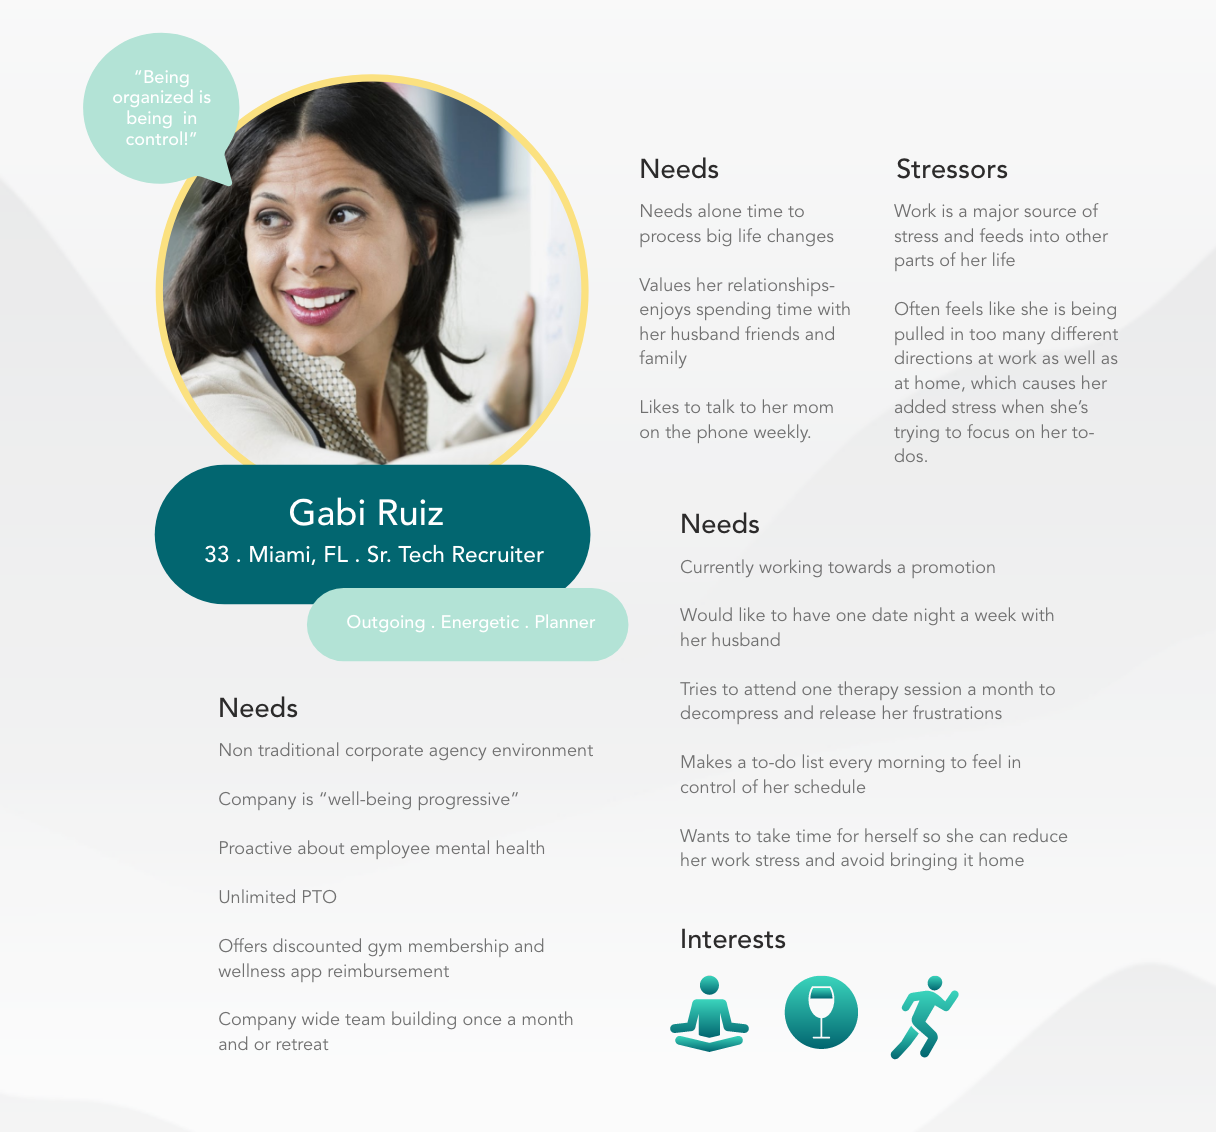 “Being
organized is
being in
control!”
Gabi Ruiz
33 . Miami, FL . Sr. Tech Recruiter
Outgoing . Energetic . Planner
Needs
Needs alone time to
process big life changes
Values her relationships-
enjoys spending time with
her husband friends and
family
Likes to talk to her mom
on the phone weekly.
Stressors
Work is a major source of
stress and feeds into other
parts of her life
Often feels like she is being
pulled in too many different
directions at work as well as
at home, which causes her
added stress when she’s
trying to focus on her to-
dos.
Needs
Currently working towards a promotion
Would like to have one date night a week with
her husband
Tries to attend one therapy session a month to
decompress and release her frustrations
Makes a to-do list every morning to feel in
control of her schedule
Wants to take time for herself so she can reduce
her work stress and avoid bringing it home
Needs
Non traditional corporate agency environment
Company is “well-being progressive”
Proactive about employee mental health
Unlimited PTO
Offers discounted gym membership and
wellness app reimbursement
Company wide team building once a month
and or retreat
Interests